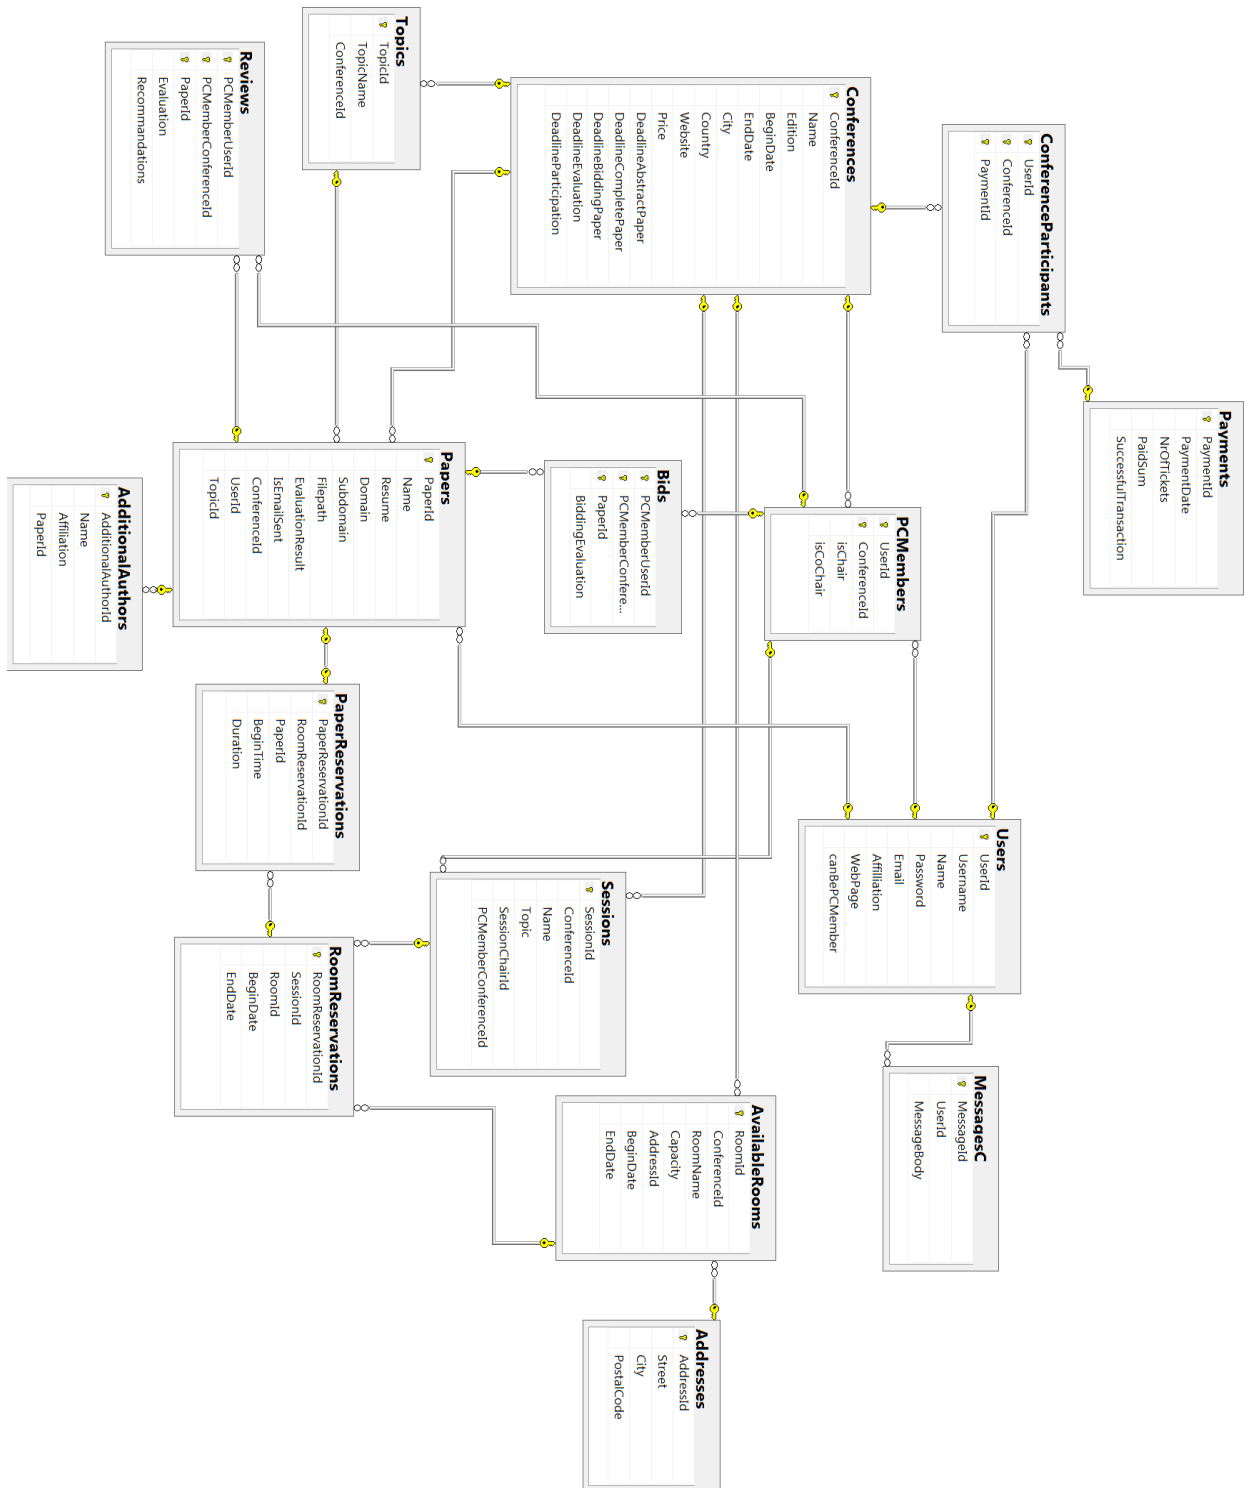 Payments
PaymentId
PaymentDate
NrOfTickets
PaidSum
SuccessfulTransaction
ConferenceParticipants
UserId
ConferenceId
PaymentId
Users
UserId
Username
Name
Password
Email
Affiliation
WebPage
canBePCMember
MessagesC
MessageId
UserId
MessageBody
Conferences
ConferenceId
Name
Edition
BeginDate
EndDate
City
Country
Website
Price
DeadlineAbstractPaper
DeadlineCompletePaper
DeadlineBiddingPaper
DeadlineEvaluation
DeadlineParticipation
PCMembers
UserId
ConferenceId
isChair
isCoChair
AvailableRooms
RoomId
ConferenceId
RoomName
Capacity
AddressId
BeginDate
EndDate
Addresses
AddressId
Street
City
PostalCode
Bids
PCMemberUserId
PCMemberConfere...
PaperId
BiddingEvaluation
Sessions
SessionId
ConferenceId
Name
Topic
SessionChairId
PCMemberConferenceId
Topics
TopicId
TopicName
ConferenceId
Papers
PaperId
Name
Resume
Domain
Subdomain
Filepath
EvaluationResult
IsEmailSent
ConferenceId
UserId
TopicId
PaperReservations
PaperReservationId
RoomReservationId
PaperId
BeginTime
Duration
RoomReservations
RoomReservationId
SessionId
RoomId
BeginDate
EndDate
Reviews
PCMemberUserId
PCMemberConferenceId
PaperId
Evaluation
Recommandations
AdditionalAuthors
AdditionalAuthorId
Name
Affiliation
PaperId